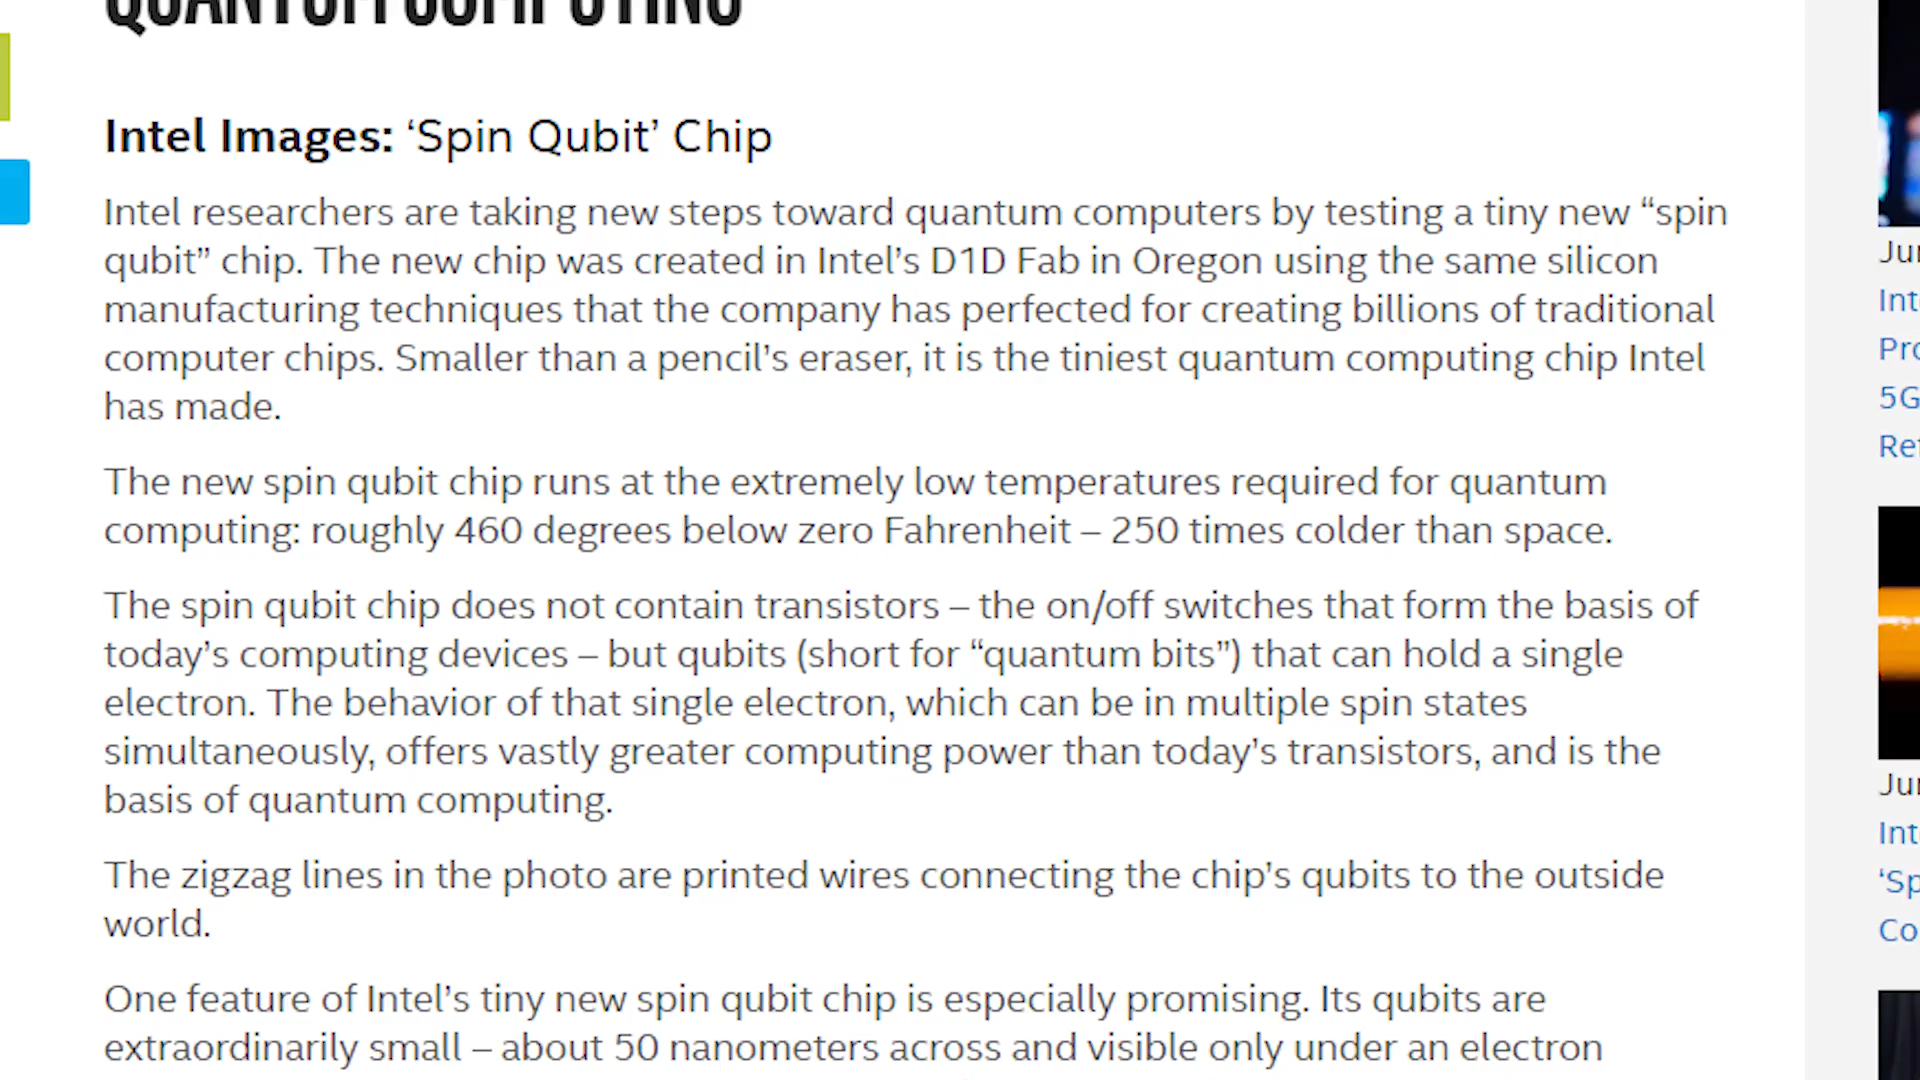 QUANTUM COMPUTING
Intel Images: ‘Spin Qubit’ Chip
Intel researchers are taking new steps toward quantum computers by testing a tiny new “spin
qubit” chip. The new chip was created in Intel’s D1D Fab in Oregon using the same silicon
manufacturing techniques that the company has perfected for creating billions of traditional
computer chips. Smaller than a pencil’s eraser, it is the tiniest quantum computing chip Intel
has made.
The new spin qubit chip runs at the extremely low temperatures required for quantum
computing: roughly 460 degrees below zero Fahrenheit – 250 times colder than space.
The spin qubit chip does not contain transistors – the on/off switches that form the basis of
today’s computing devices – but qubits (short for “quantum bits”) that can hold a single
electron. The behavior of that single electron, which can be in multiple spin states
simultaneously, offers vastly greater computing power than today’s transistors, and is the
basis of quantum computing.
The zigzag lines in the photo are printed wires connecting the chip’s qubits to the outside
world.
One feature of Intel’s tiny new spin qubit chip is especially promising. Its qubits are
extraordinarily small – about 50 nanometers across and visible only under an electron
5G